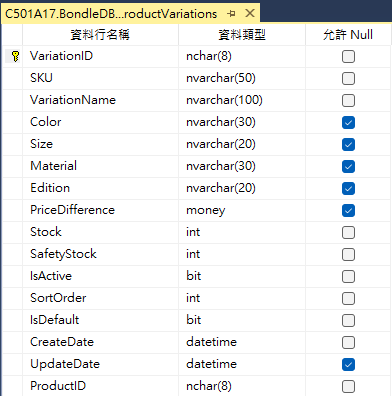 C501A17.BondleDB...roductVariations
資料行名稱 資料類型 允許 Null
VariationID nchar(8)
SKU nvarchar(50)
VariationName nvarchar(100)
Color nvarchar(30)
Size nvarchar(20)
Material nvarchar(30)
Edition nvarchar(20)
PriceDifference money
Stock int
SafetyStock int
IsActive bit
SortOrder int
IsDefault bit
CreateDate datetime
UpdateDate datetime
ProductID nchar(8)